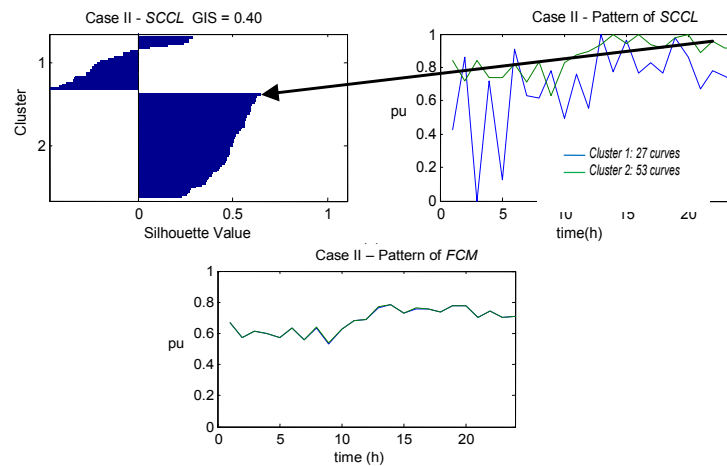 Case II - SCCL GIS = 0.40
1
2
Cluster
0
0.5
1
Silhouette Value
Case II - Pattern of SCCL
1
0.8
0.6
0.4
0.2
0
pu
Cluster 1: 27 curves
Cluster 2: 53 curves
0
5
10
15
20
time(h)
Case II – Pattern of FCM
1
0.8
0.6
0.4
0.2
0
pu
0
5
10
15
20
time (h)